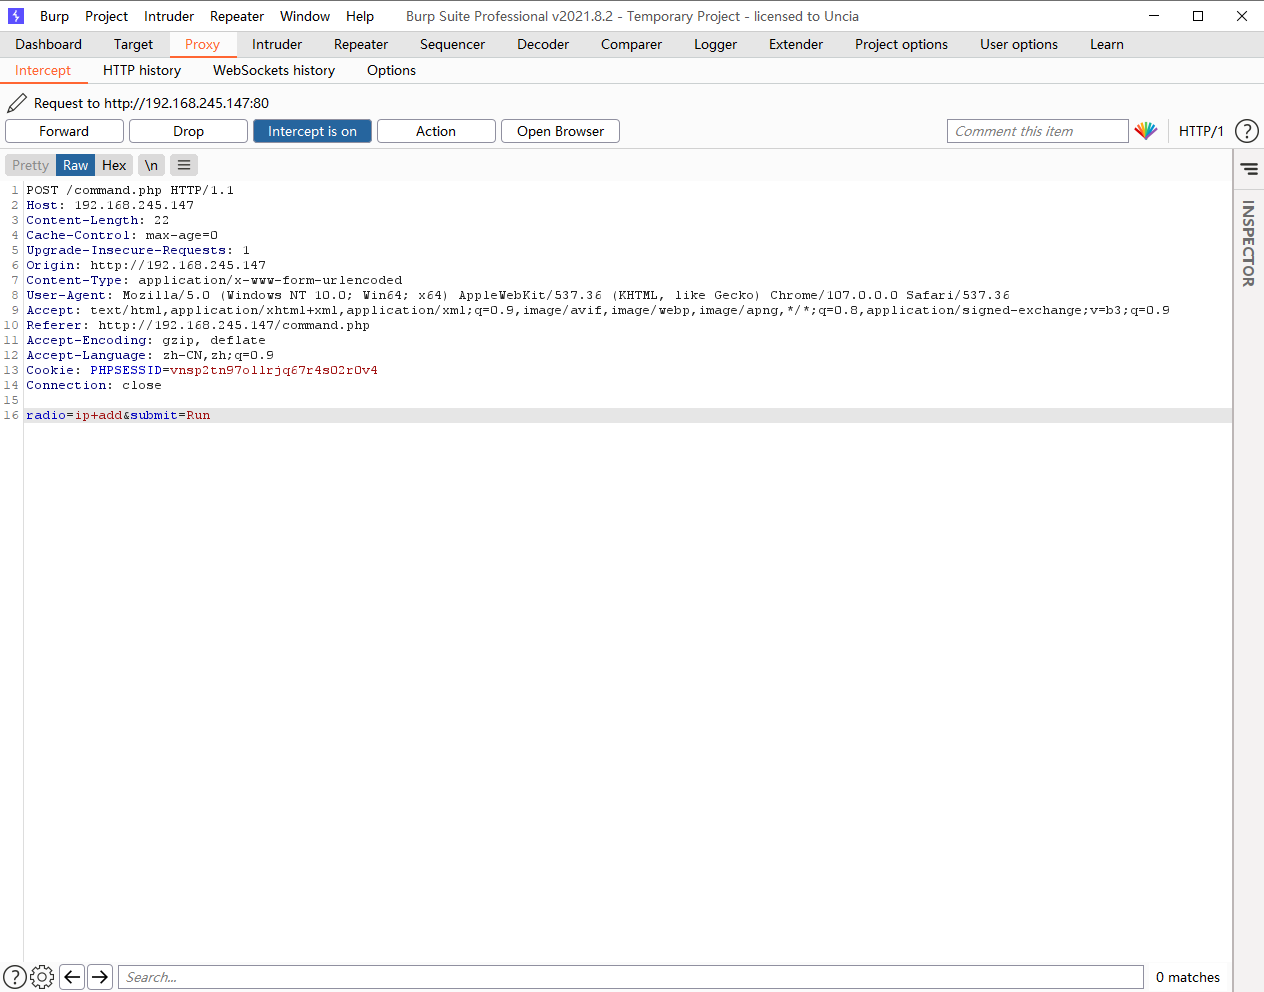 Burp Project Intruder Repeater Window Help Burp Suite Professional v2021.8.2 - Temporary Project - licensed to Uncia
Dashboard Target Proxy Intruder Repeater Sequencer Decoder Comparer Logger Extender Project options User options Learn
Intercept HTTP history WebSockets history Options
Request to http://192.168.245.147:80
Forward Drop Intercept is on Action Open Browser Comment this item HTTP/1 ?
Pretty Raw Hex \n
1 POST /command.php HTTP/1.1
2 Host: 192.168.245.147
3 Content-Length: 22
4 Cache-Control: max-age=0
5 Upgrade-Insecure-Requests: 1
6 Origin: http://192.168.245.147
7 Content-Type: application/x-www-form-urlencoded
8 User-Agent: Mozilla/5.0 (Windows NT 10.0; Win64; x64) AppleWebKit/537.36 (KHTML, like Gecko) Chrome/107.0.0.0 Safari/537.36
9 Accept: text/html,application/xhtml+xml,application/xml;q=0.9,image/avif,image/webp,image/apng,*/*;q=0.8,application/signed-exchange;v=b3;q=0.9
10 Referer: http://192.168.245.147/command.php
11 Accept-Encoding: gzip, deflate
12 Accept-Language: zh-CN,zh;q=0.9
13 Cookie: PHPSESSID=vnsp2tn97ollrjq67r4s02r0v4
14 Connection: close
15
16 radio=ip+add&submit=Run
INSPECTOR
? Search... 0 matches